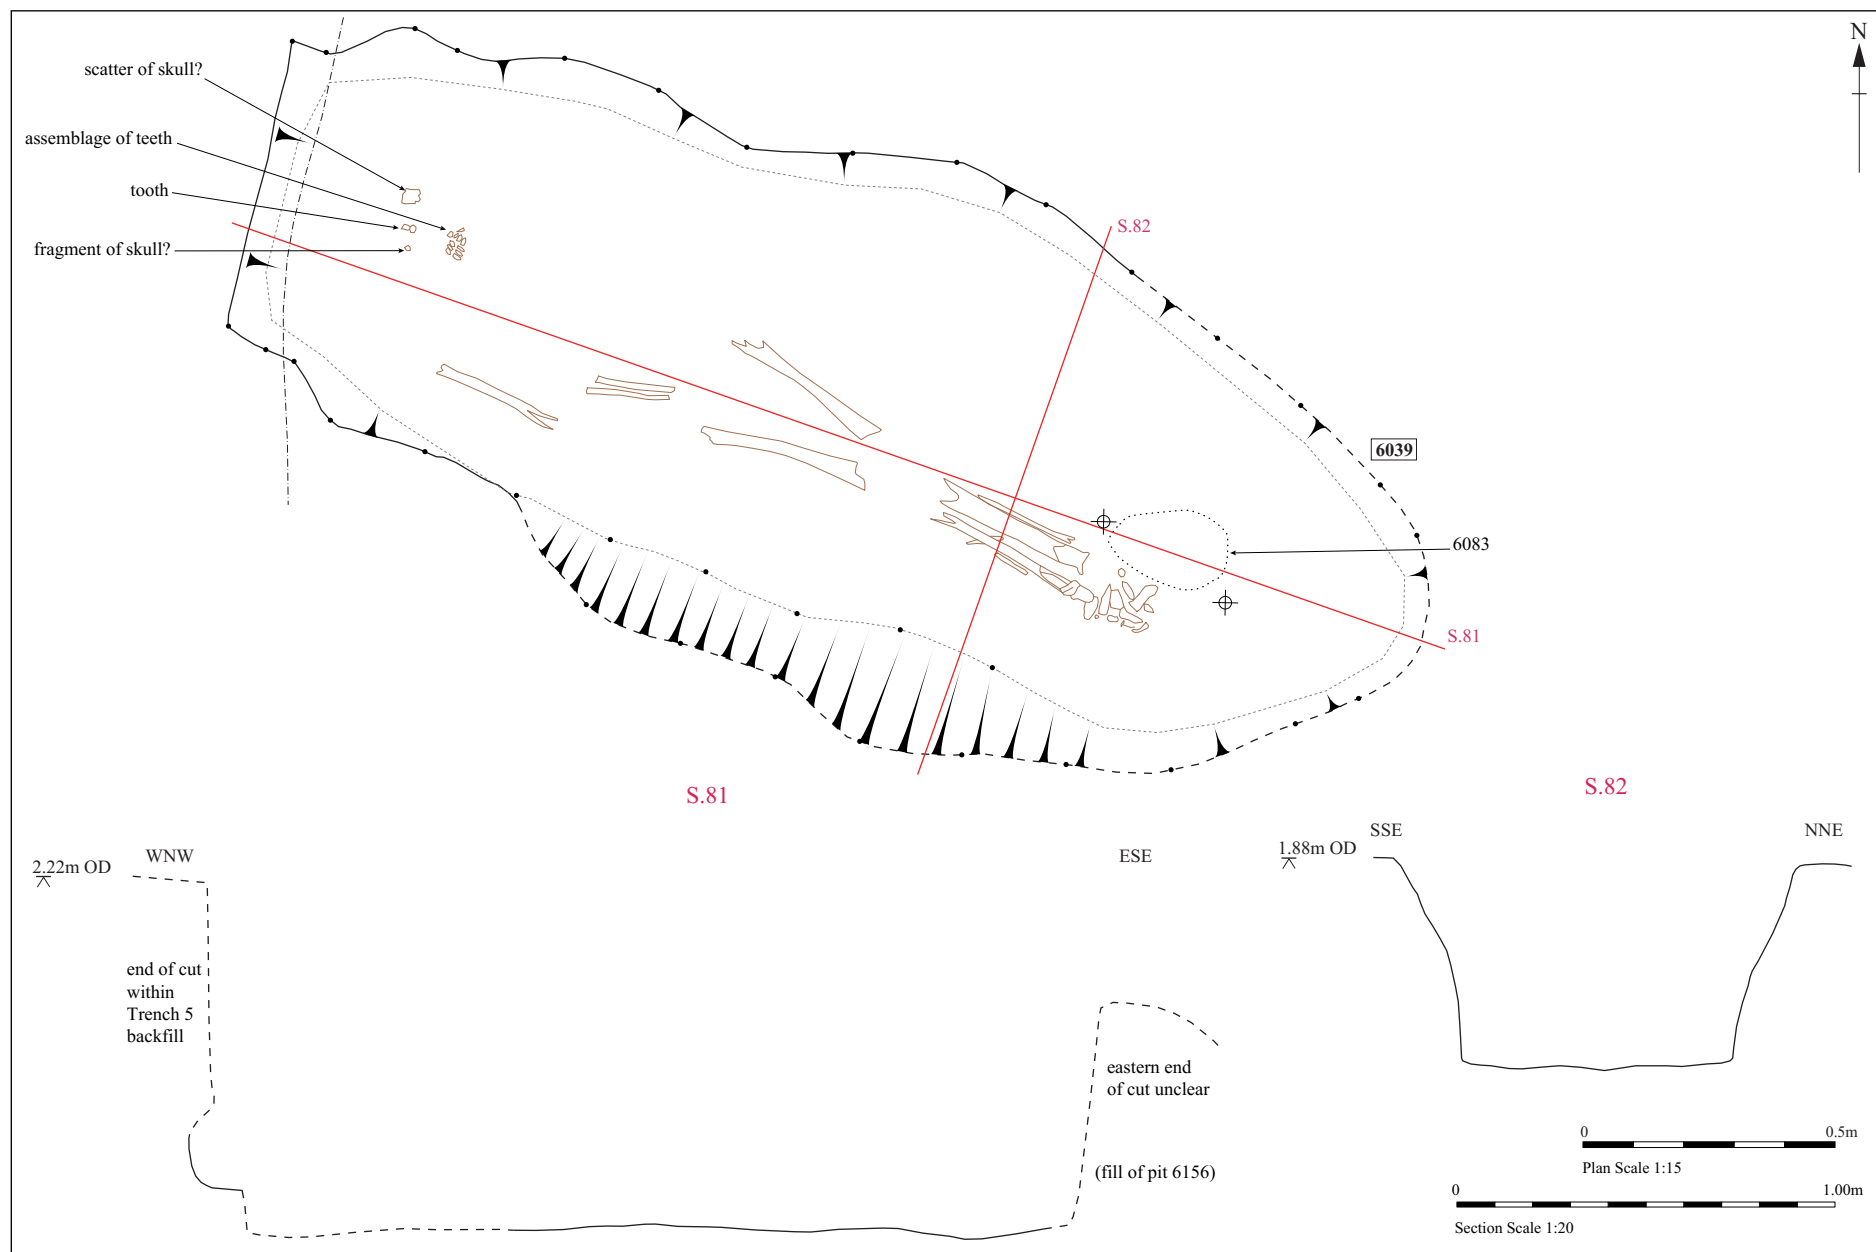 N
scatter of skull?
assemblage of teeth
tooth
fragment of skull?
S.82
6039
6083
S.81
S.81
S.82
SSE
NNE
WNW
ESE
1.88m OD
2.22m OD
end of cut
within
Trench 5
backfill
eastern end
of cut unclear
(fill of pit 6156)
0 0.5m
Plan Scale 1:15
0 1.00m
Section Scale 1:20